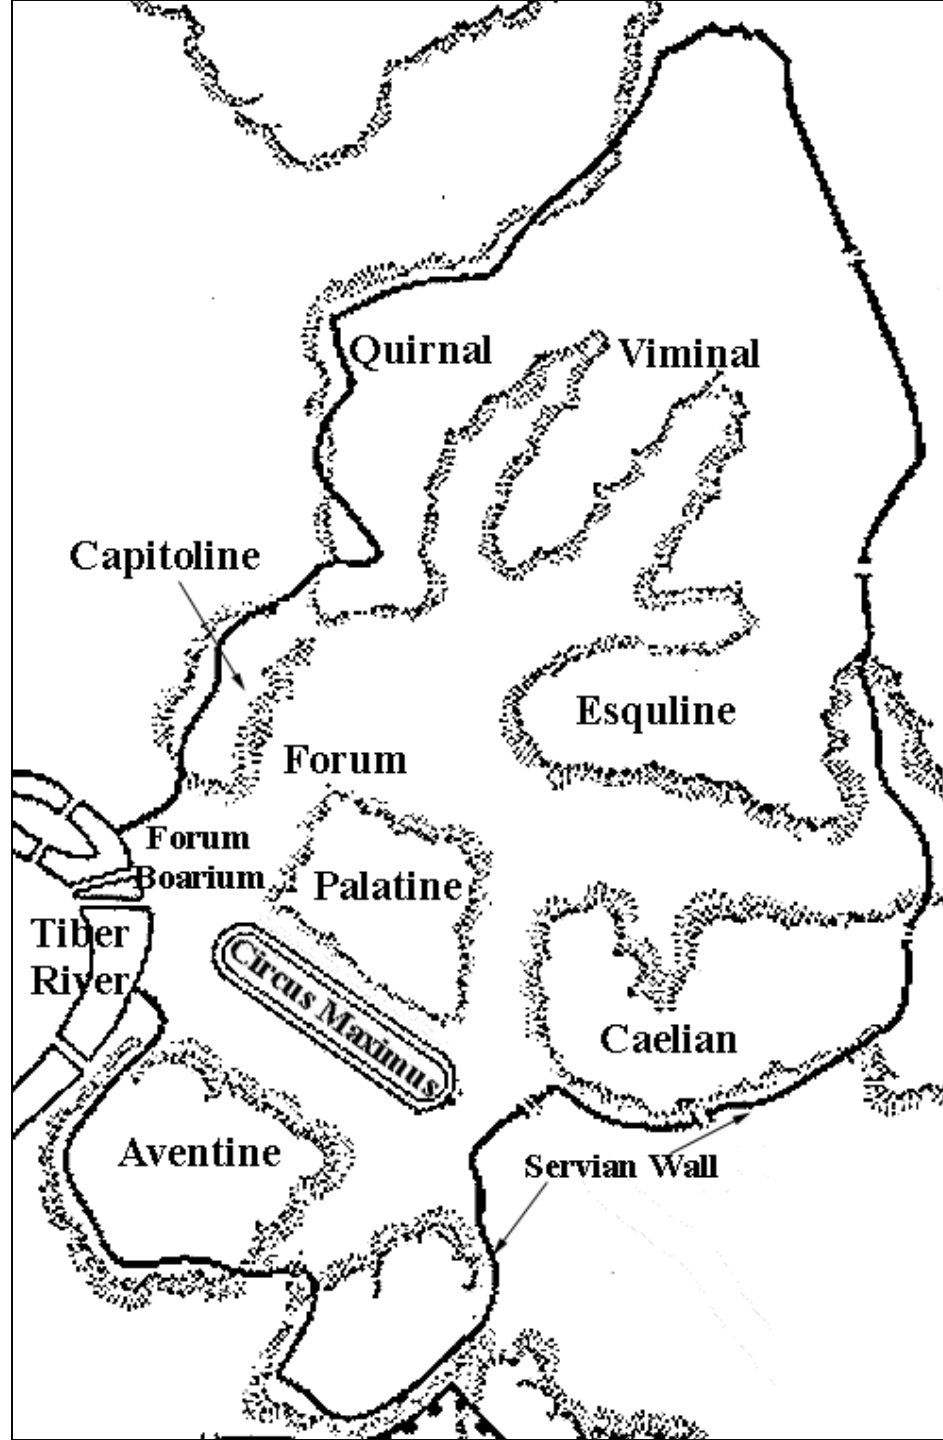 Quirnal
Viminal
Capitoline
Esquline
Forum
Forum
Boarium
Palatine
Tiber
River
Circus Maximus
Caelian
Aventine
Servian Wall